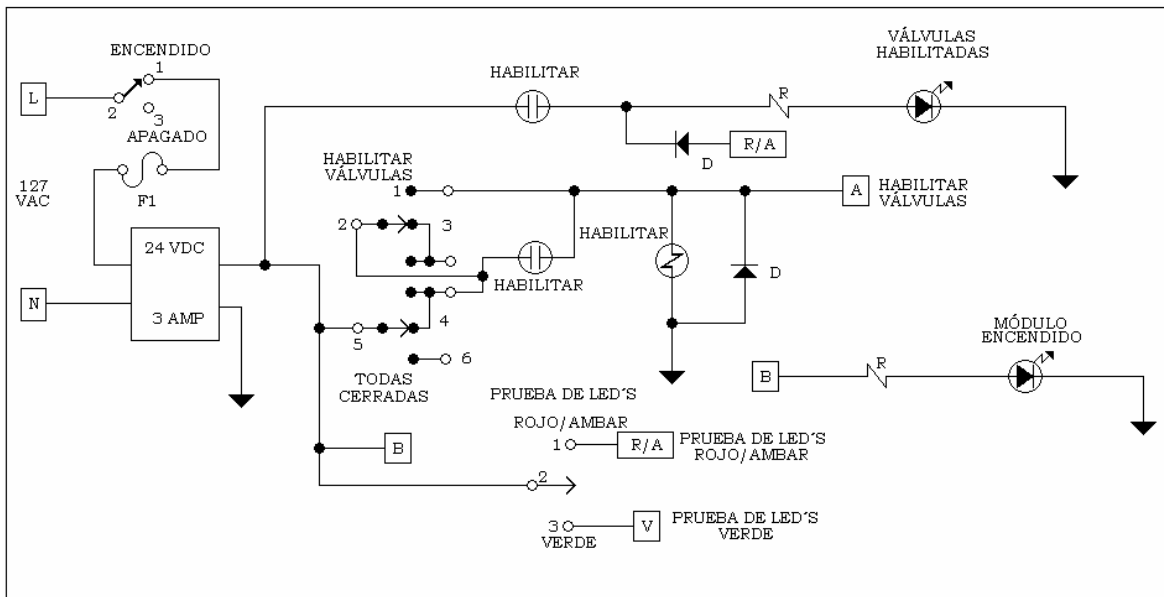 ENCENDIDO
1
L
2
3
APAGADO
127
VAC
F1
24 VDC
3 AMP
N
HABILITAR
R
VÁLVULAS
HABILITADAS
D
R/A
HABILITAR
VÁLVULAS
1
2
3
HABILITAR
4
5
6
TODAS
CERRADAS
HABILITAR
D
A
HABILITAR
VÁLVULAS
B
R
MÓDULO
ENCENDIDO
PRUEBA DE LED´S
ROJO/AMBAR
1
R/A
PRUEBA DE LED´S
ROJO/AMBAR
B
2
3
VERDE
V
PRUEBA DE LED´S
VERDE